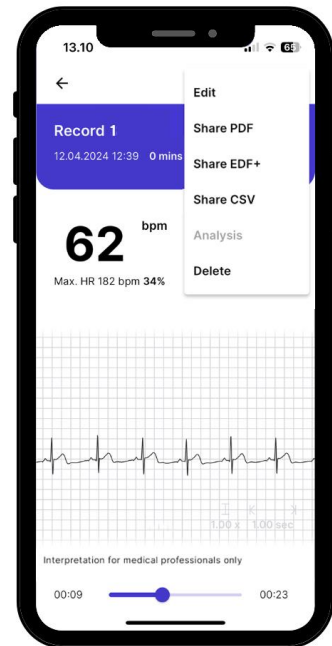 13.10 65
Edit
Record 1
Share PDF
12.04.2024 12:39 0 mins
Share EDF+
Share CSV
62 bpm
Analysis
Max. HR 182 bpm 34%
Delete
1.00 x 1.00 sec
Interpretation for medical professionals only
00:09 00:23